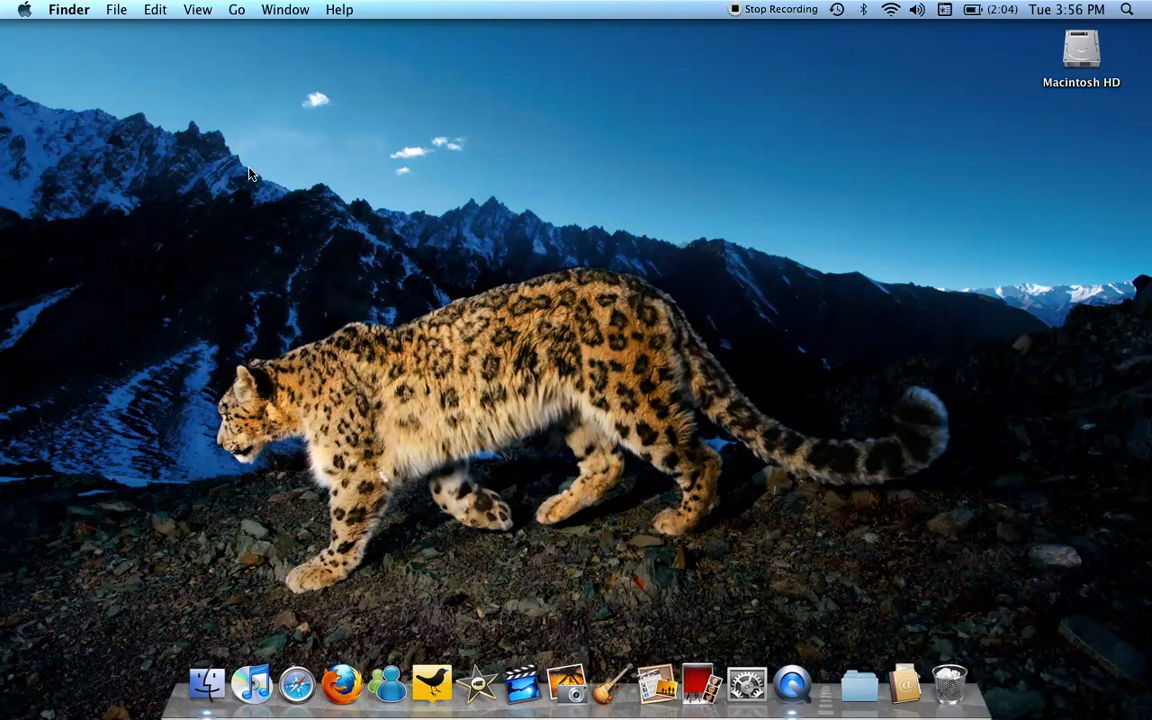 Finder File Edit View Go Window Help Stop Recording (2:04) Tue 3:56 PM
Macintosh HD